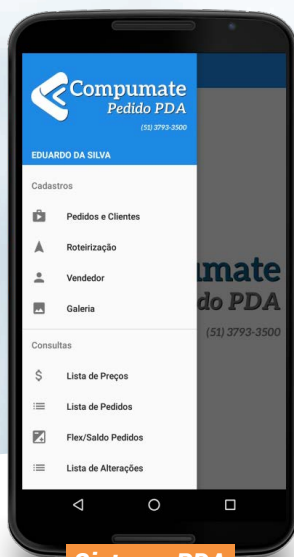 Compumate
Pedido PDA
(51) 3793-3500
EDUARDO DA SILVA
Cadastros
Pedidos e Clientes
Roteirização
Vendedor
Galeria
Consultas
$ Lista de Preços
Lista de Pedidos
Flex/Saldo Pedidos
Lista de Alterações
mate
do PDA
(51) 3793-3500
PDA